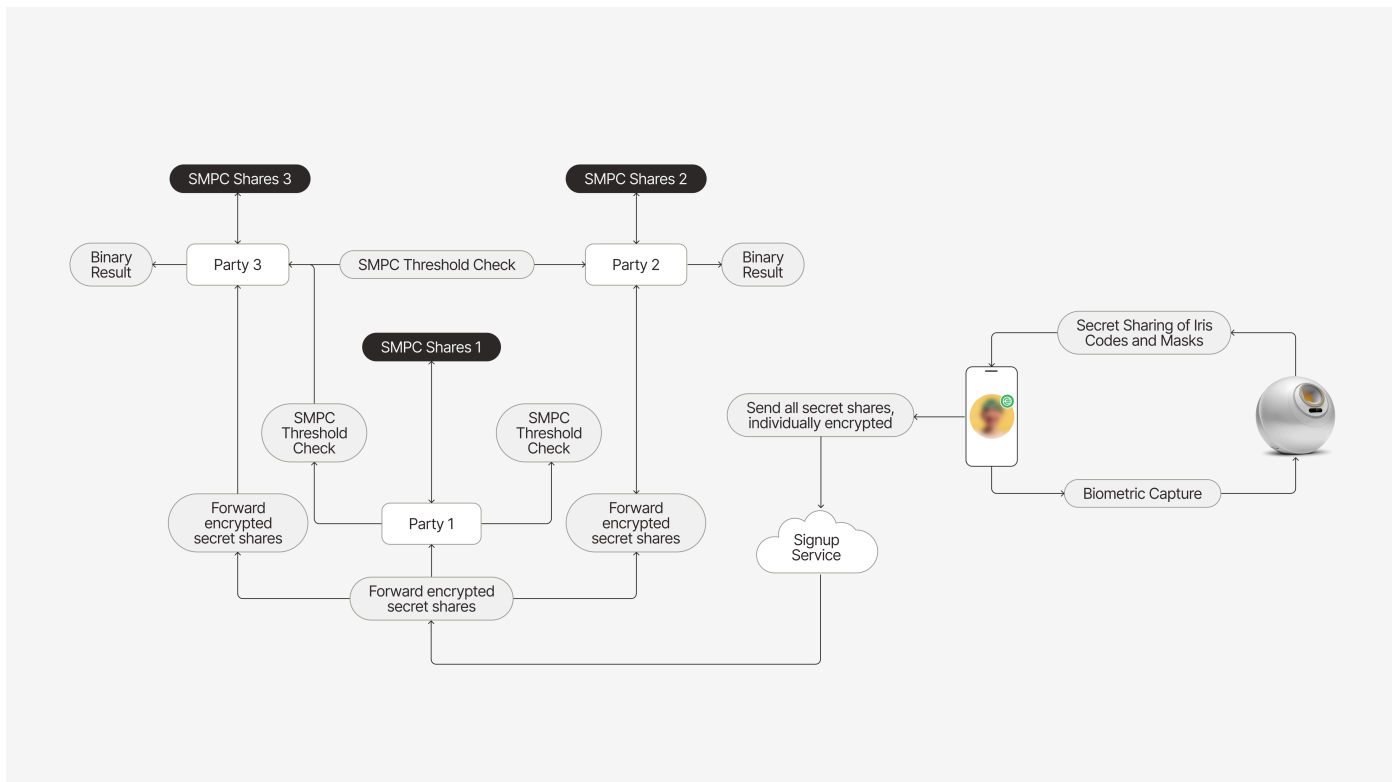 SMPC Shares 3
SMPC Shares 2
Binary
Result
Party 3
SMPC Threshold Check
Party 2
Binary
Result
SMPC Shares 1
Secret Sharing of Iris
Codes and Masks
SMPC
Threshold
Check
SMPC
Threshold
Check
Send all secret shares,
individually encrypted
Biometric Capture
Forward
encrypted
secret shares
Party 1
Forward
encrypted
secret shares
Signup
Service
Forward encrypted
secret shares